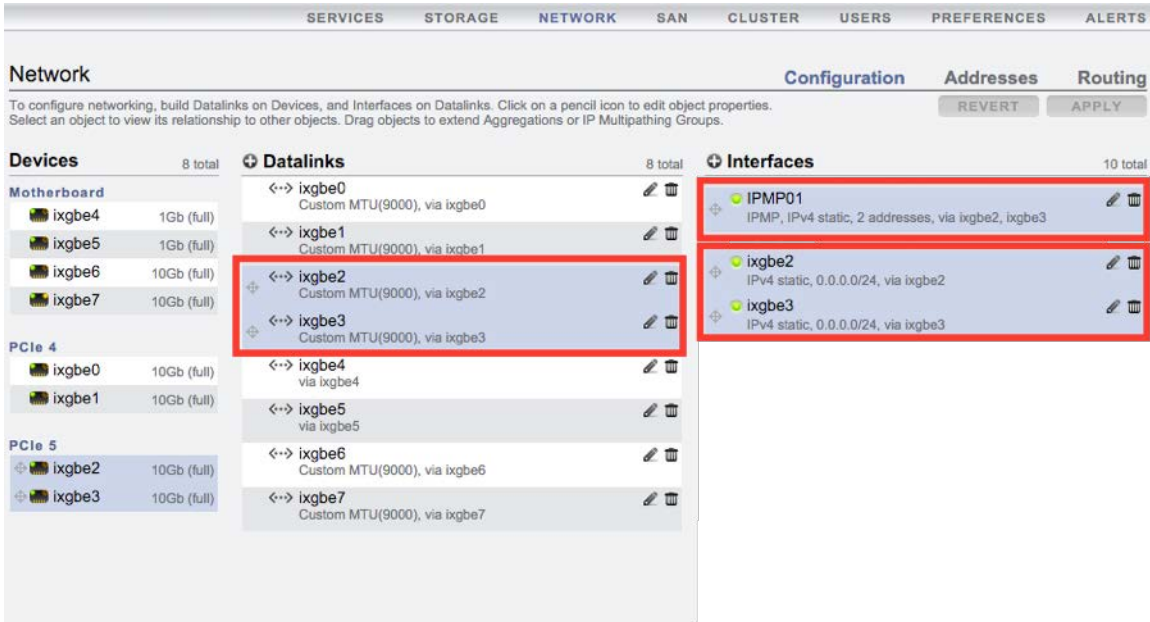 SERVICES STORAGE NETWORK SAN CLUSTER USERS PREFERENCES ALERTS
Network
Configuration Addresses Routing
To configure networking, build Datalinks on Devices, and Interfaces on Datalinks. Click on a pencil icon to edit object properties.
Select an object to view its relationship to other objects. Drag objects to extend Aggregations or IP Multipathing Groups.
REVERT APPLY
Devices 8 total
Motherboard
ixgbe4 1Gb (full)
ixgbe5 1Gb (full)
ixgbe6 10Gb (full)
ixgbe7 10Gb (full)
PCIe 4
ixgbe0 10Gb (full)
ixgbe1 10Gb (full)
PCIe 5
ixgbe2 10Gb (full)
ixgbe3 10Gb (full)
Datalinks 8 total
ixgbe0
Custom MTU(9000), via ixgbe0
ixgbe1
Custom MTU(9000), via ixgbe1
ixgbe2
Custom MTU(9000), via ixgbe2
ixgbe3
Custom MTU(9000), via ixgbe3
ixgbe4
via ixgbe4
ixgbe5
via ixgbe5
ixgbe6
Custom MTU(9000), via ixgbe6
ixgbe7
Custom MTU(9000), via ixgbe7
Interfaces 10 total
IPMP01
IPMP, IPv4 static, 2 addresses, via ixgbe2, ixgbe3
ixgbe2
IPv4 static, 0.0.0.0/24, via ixgbe2
ixgbe3
IPv4 static, 0.0.0.0/24, via ixgbe3